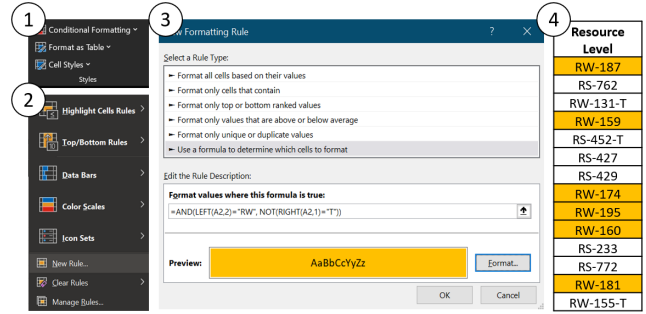 1
Conditional Formatting
Format as Table
Cell Styles
Styles
2
Highlight Cells Rules
Top/Bottom Rules
10
Data Bars
Color Scales
Icon Sets
New Rule...
Clear Rules
Manage Rules...
3
New Formatting Rule ? X
Select a Rule Type:
► Format all cells based on their values
► Format only cells that contain
► Format only top or bottom ranked values
► Format only values that are above or below average
► Format only unique or duplicate values
► Use a formula to determine which cells to format
Edit the Rule Description:
Format values where this formula is true:
=AND(LEFT(A2,2)="RW", NOT(RIGHT(A2,1)="T"))
Preview:
AaBbCcYyZz
Format...
OK
Cancel
4
Resource
Level
RW-187
RS-762
RW-131-T
RW-159
RS-452-T
RS-427
RS-429
RW-174
RW-195
RW-160
RS-233
RS-772
RW-181
RW-155-T